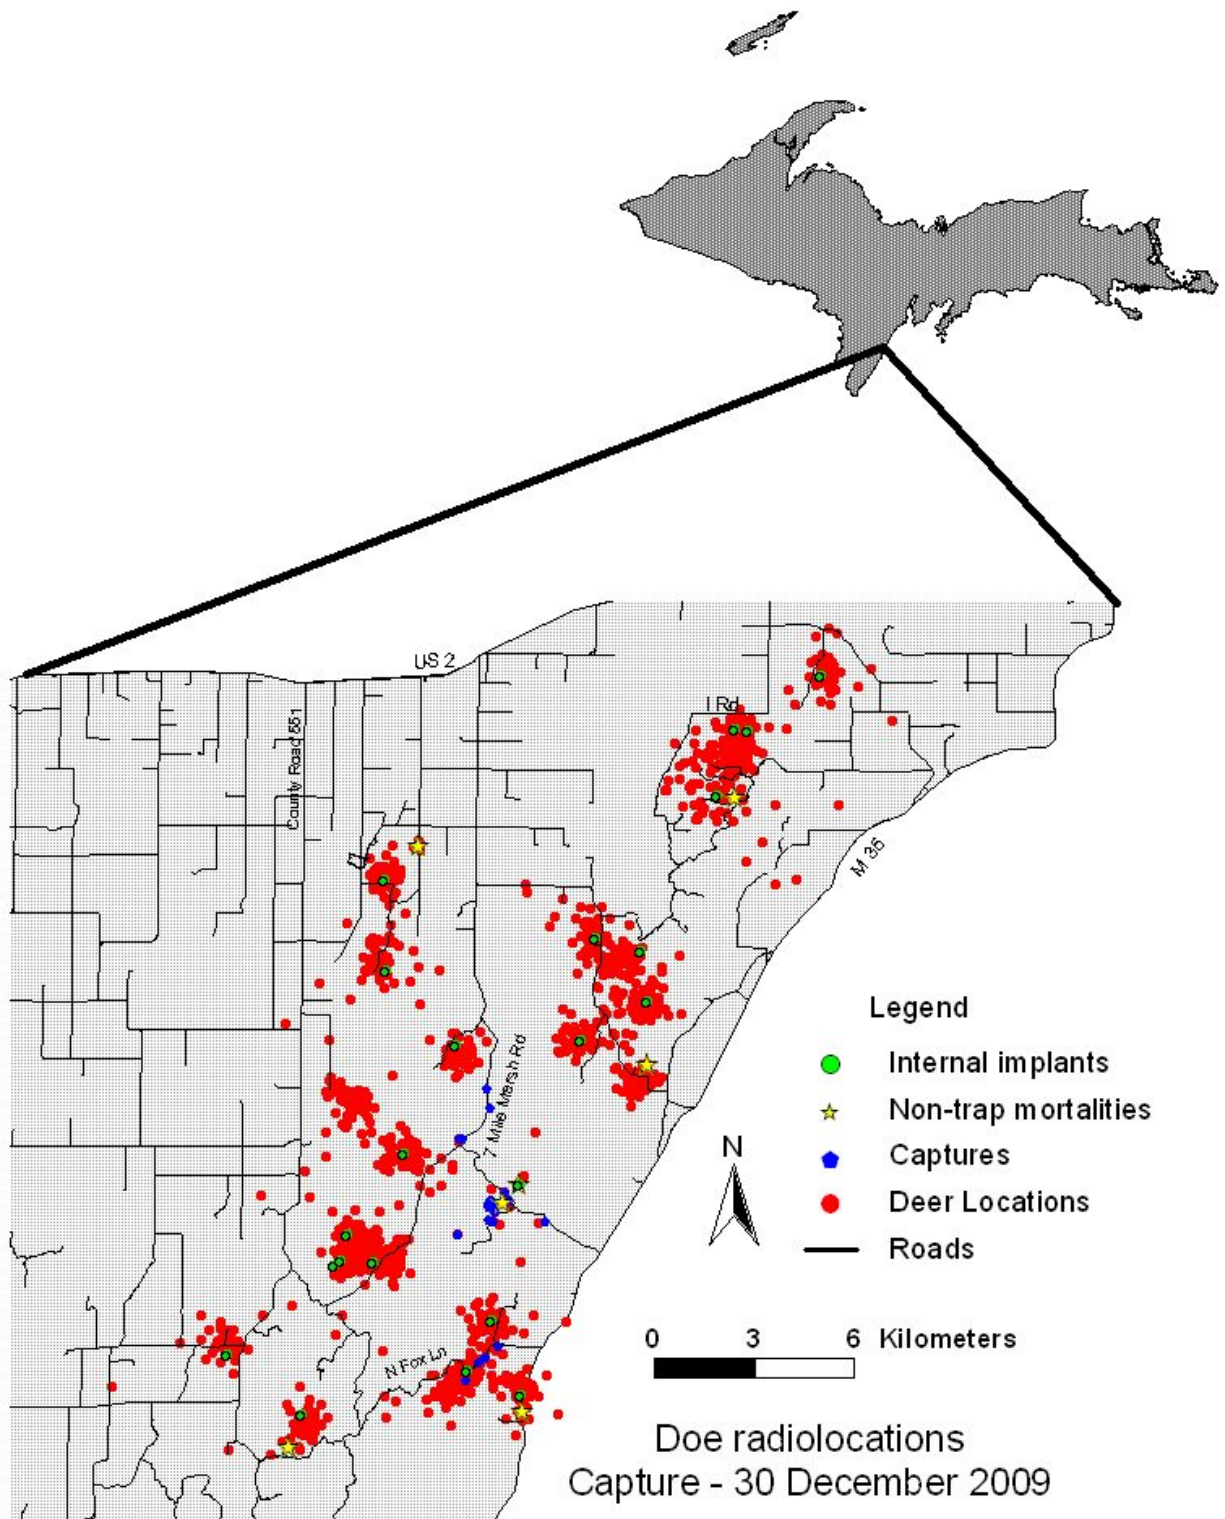 US 2
I Rd
County Road 551
M 35
7 Mile Marsh Rd
N Fox Ln
Legend
Internal implants
Non-trap mortalities
Captures
Deer Locations
Roads
N
0 3 6 Kilometers
Doe radiolocations
Capture - 30 December 2009